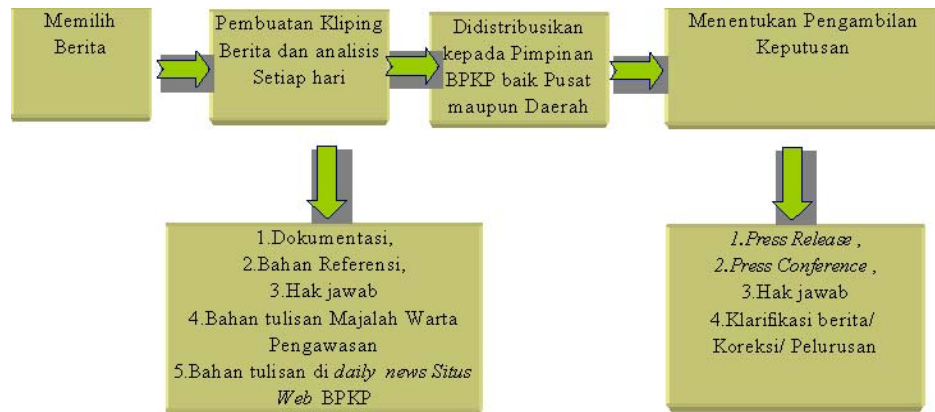 Memilih
Berita
Pembuatan Kliping
Berita dan analisis
Setiap hari
Didistribusikan
kepada Pimpinan
BPKP baik Pusat
maupun Daerah
Menentukan Pengambilan
Keputusan
1.Dokumentasi,
2.Bahan Referensi,
3.Hak jawab
4.Bahan tulisan Majalah Warta
Pengawasan
5.Bahan tulisan di daily news Situs
Web BPKP
1.Press Release ,
2.Press Conference ,
3.Hak jawab
4.Klarifikasi berita/
Koreksi/ Pelurusan